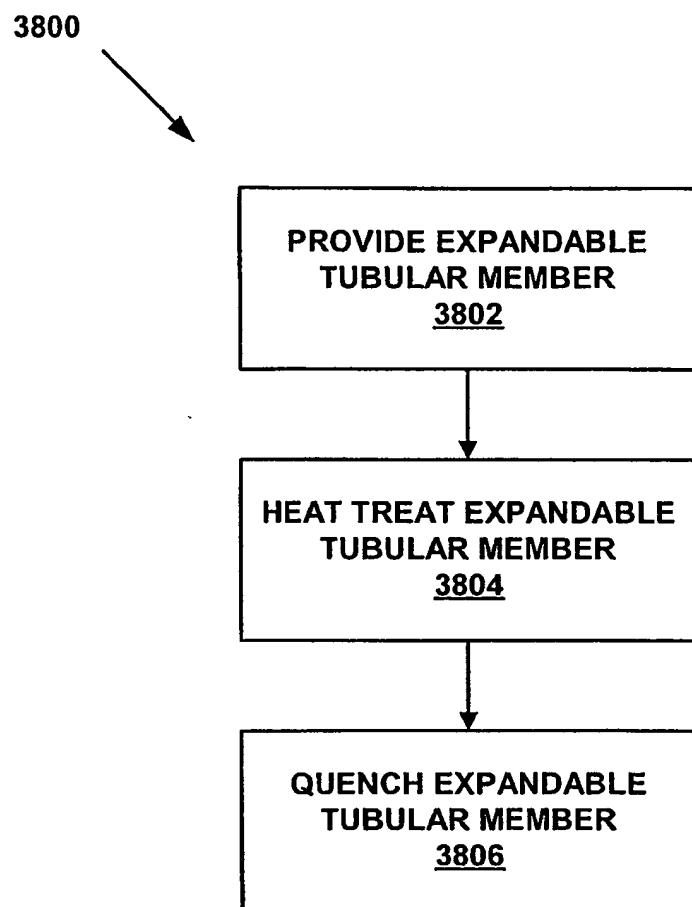 3800
PROVIDE EXPANDABLE
TUBULAR MEMBER
3802
HEAT TREAT EXPANDABLE
TUBULAR MEMBER
3804
QUENCH EXPANDABLE
TUBULAR MEMBER
3806